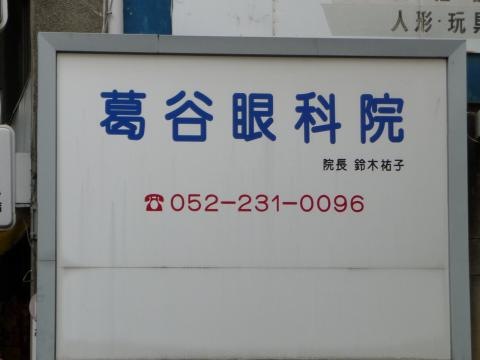 人形・玩具
葛谷眼科院
院長 鈴木祐子
☎052-231-0096